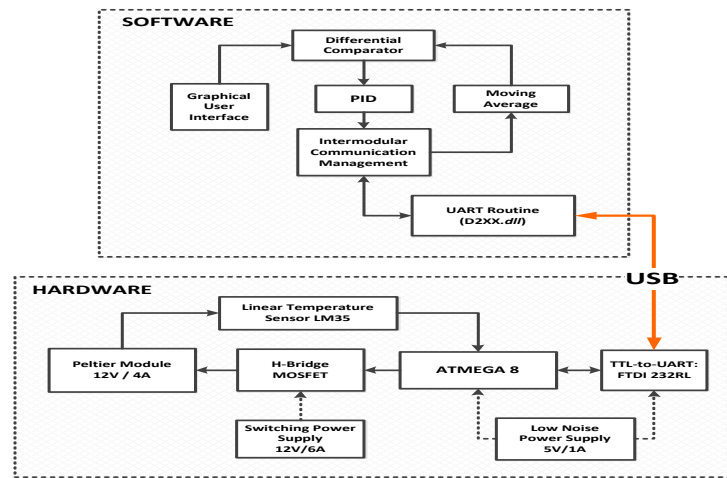 SOFTWARE
Differential
Comparator
Graphical
User
Interface
PID
Moving
Average
Intermodular
Communication
Management
UART Routine
(D2XX.dll)
USB
HARDWARE
Linear Temperature
Sensor LM35
Peltier Module
12V / 4A
H-Bridge
MOSFET
ATMEGA 8
TTL-to-UART:
FTDI 232RL
Switching Power
Supply
12V/6A
Low Noise
Power Supply
5V/1A